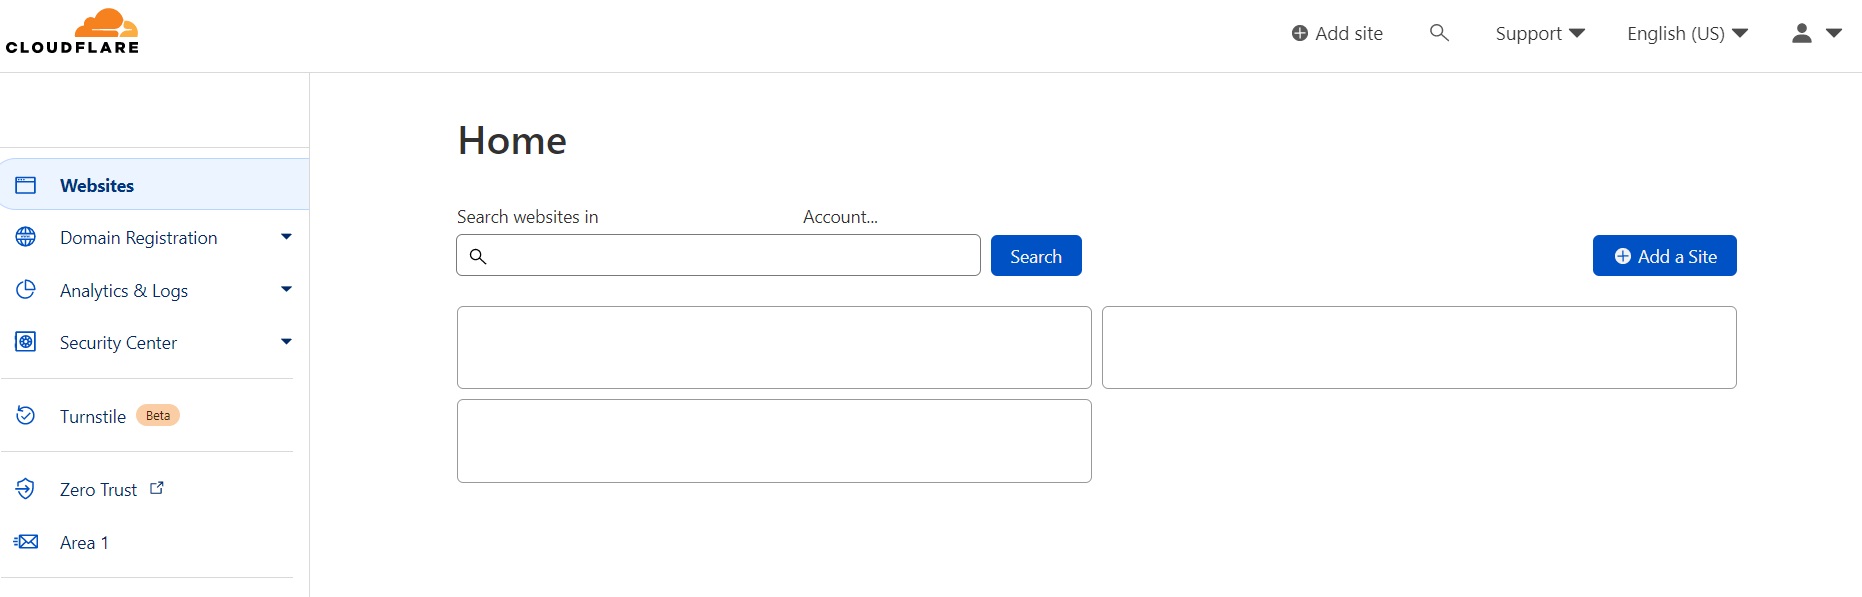 CLOUDFLARE
Add site
Support
English (US)
Websites
Domain Registration
Analytics & Logs
Security Center
Turnstile Beta
Zero Trust
Area 1
Home
Search websites in Account...
Search
Add a Site